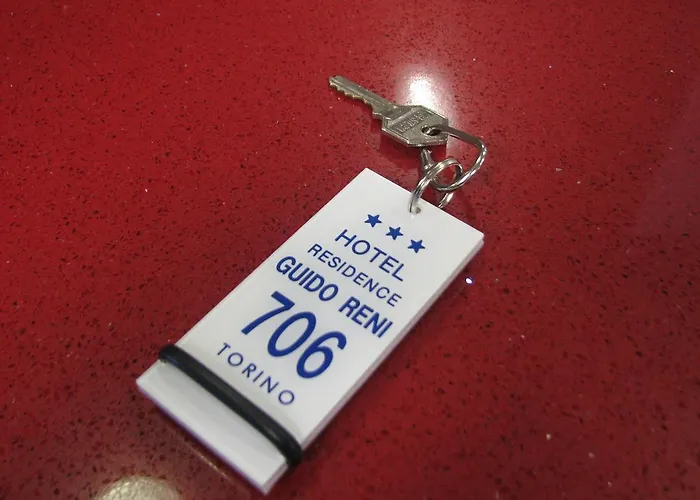 HOTEL
RESIDENCE
GUIDO RENI
706
TORINO